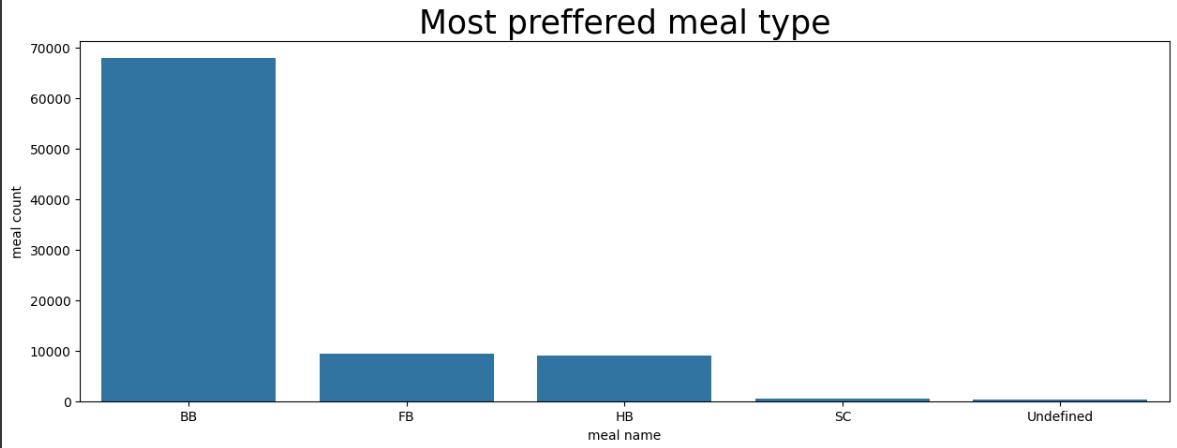 Most preffered meal type
70000
60000
50000
40000
30000
20000
10000
0
meal count
BB FB HB SC Undefined
meal name